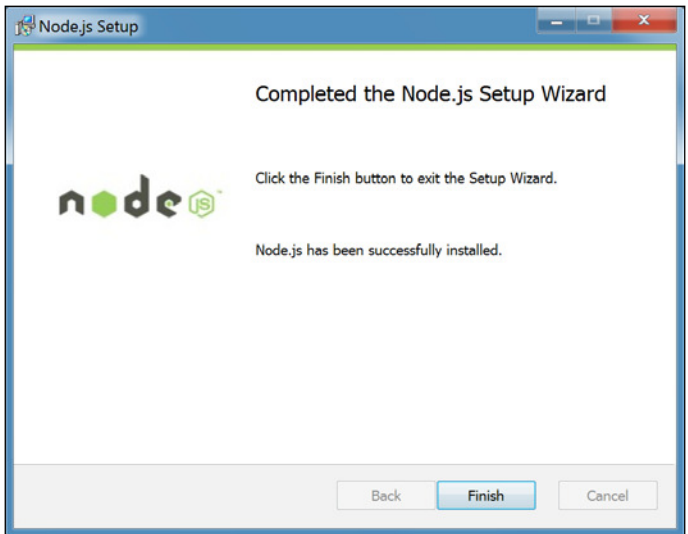 Node.js Setup
Completed the Node.js Setup Wizard
Click the Finish button to exit the Setup Wizard.
node JS
Node.js has been successfully installed.
Back Finish Cancel